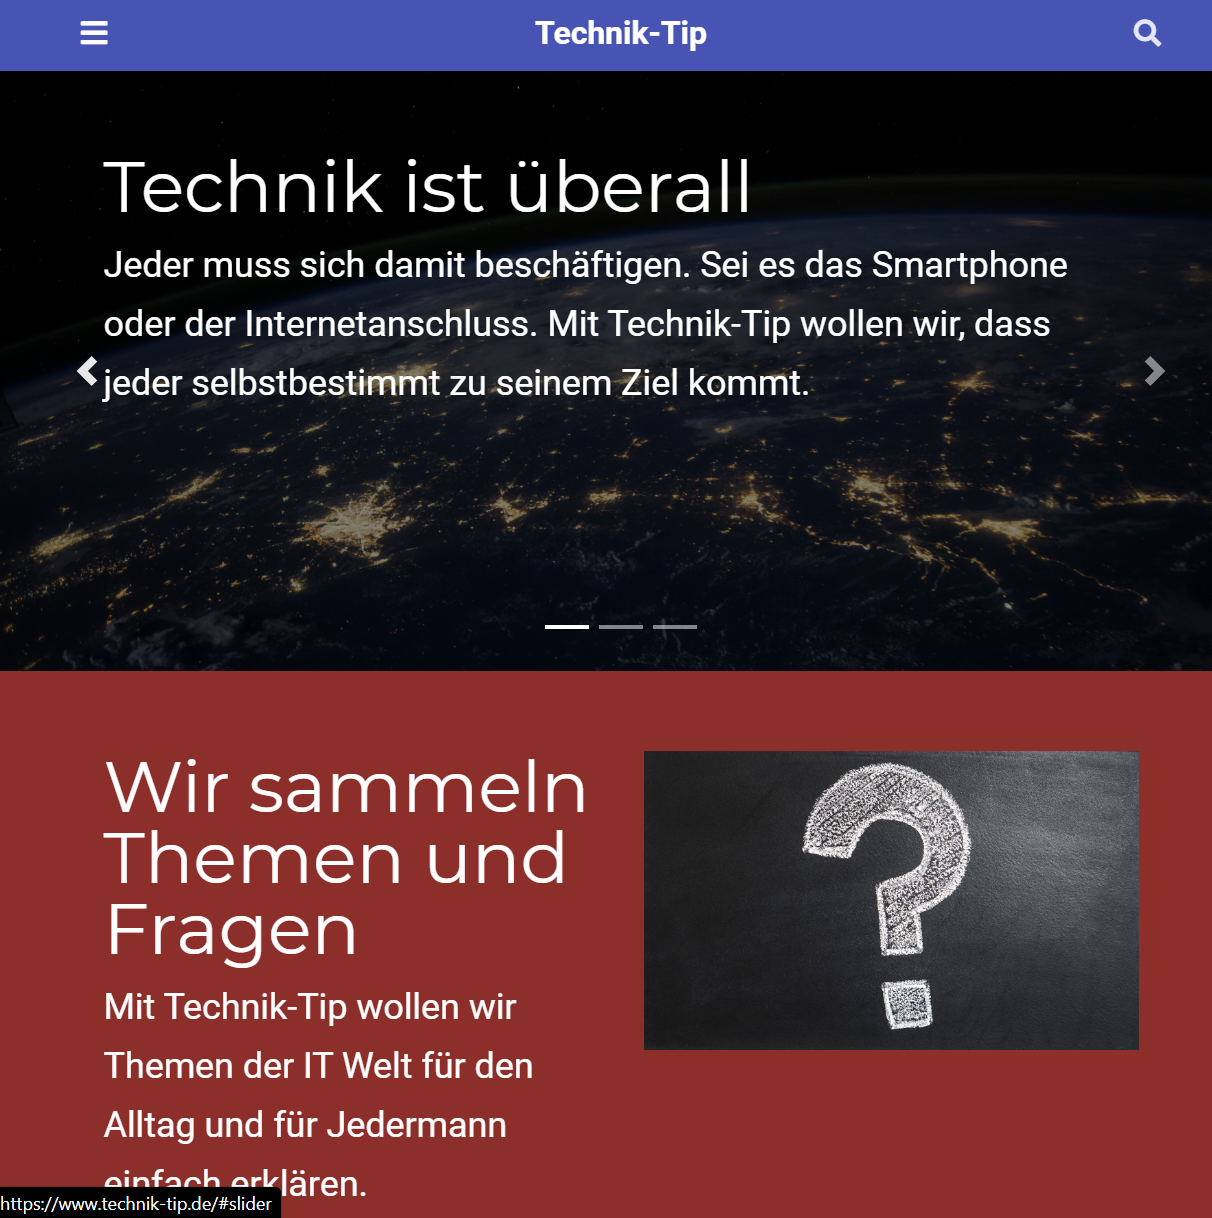 Technik-Tip
Technik ist überall
Jeder muss sich damit beschäftigen. Sei es das Smartphone
oder der Internetanschluss. Mit Technik-Tip wollen wir, dass
jeder selbstbestimmt zu seinem Ziel kommt.
Wir sammeln
Themen und
Fragen
?
Mit Technik-Tip wollen wir
Themen der IT Welt für den
Alltag und für Jedermann
einfach erklären.
https://www.technik-tip.de/#slider